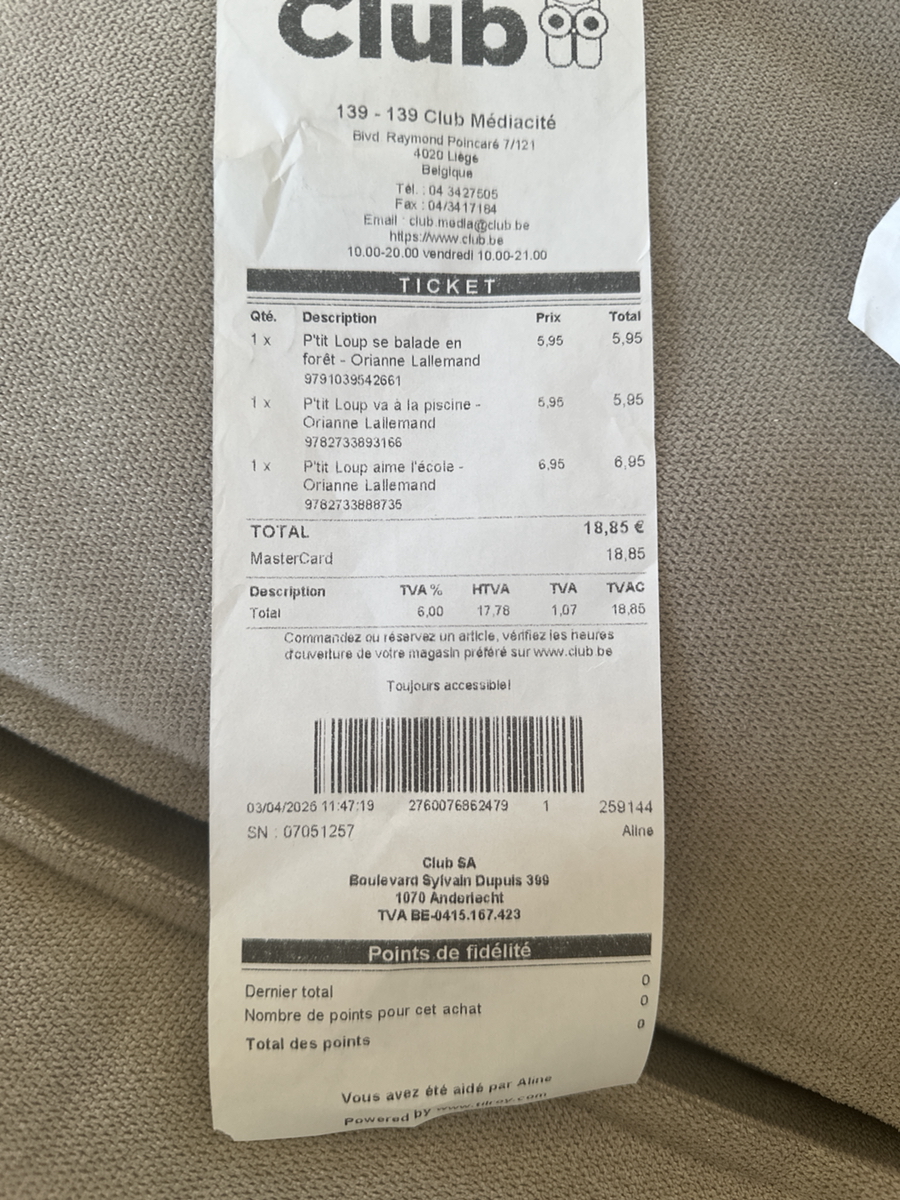 Club
139 - 139 Club Médiacité
Blvd Raymond Poincaré 7/121
4020 Liège
Belgique
Tél. : 04 3427505
Fax : 04/3417184
Email : club.media@club.be
https://www.club.be
10.00-20.00 vendredi 10.00-21.00
TICKET
Qté. Description Prix Total
1 x P'tit Loup se balade en 5,95 5,95
forêt - Orianne Lallemand
9791039542661
1 x P'tit Loup va à la piscine - 5,95 5,95
Orianne Lallemand
9782733893166
1 x P'tit Loup aime l'école - 6,95 6,95
Orianne Lallemand
9782733888735
TOTAL 18,85 €
MasterCard 18,85
Description TVA % HTVA TVA TVAC
Total 6,00 17,78 1,07 18,85
Commandez ou réservez un article, vérifiez les heures
d'ouverture de votre magasin préféré sur www.club.be
Toujours accessible!
03/04/2026 11:47:19 2760076962479 1 259144
SN : 07051257 Aline
Club SA
Boulevard Sylvain Dupuis 399
1070 Anderlecht
TVA BE-0415.167.423
Points de fidélité
Dernier total 0
Nombre de points pour cet achat 0
Total des points 0
Vous avez été aidé par Aline
Powered by